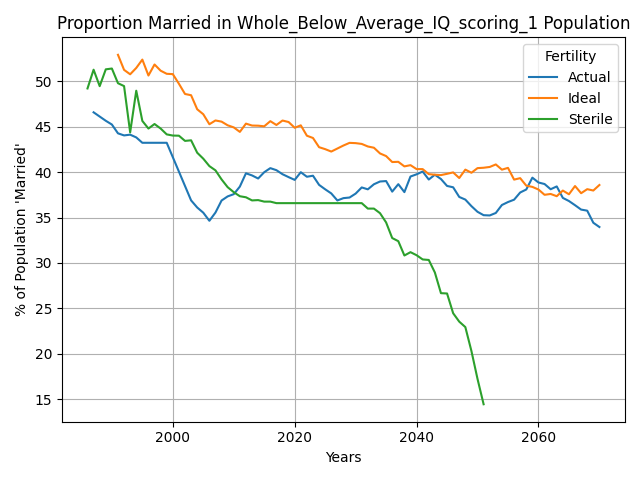 Proportion Married in Whole_Below_Average_IQ_scoring_1 Population
Fertility
Actual
Ideal
Sterile
% of Population 'Married'
50
45
40
35
30
25
20
15
2000
2020
2040
2060
Years